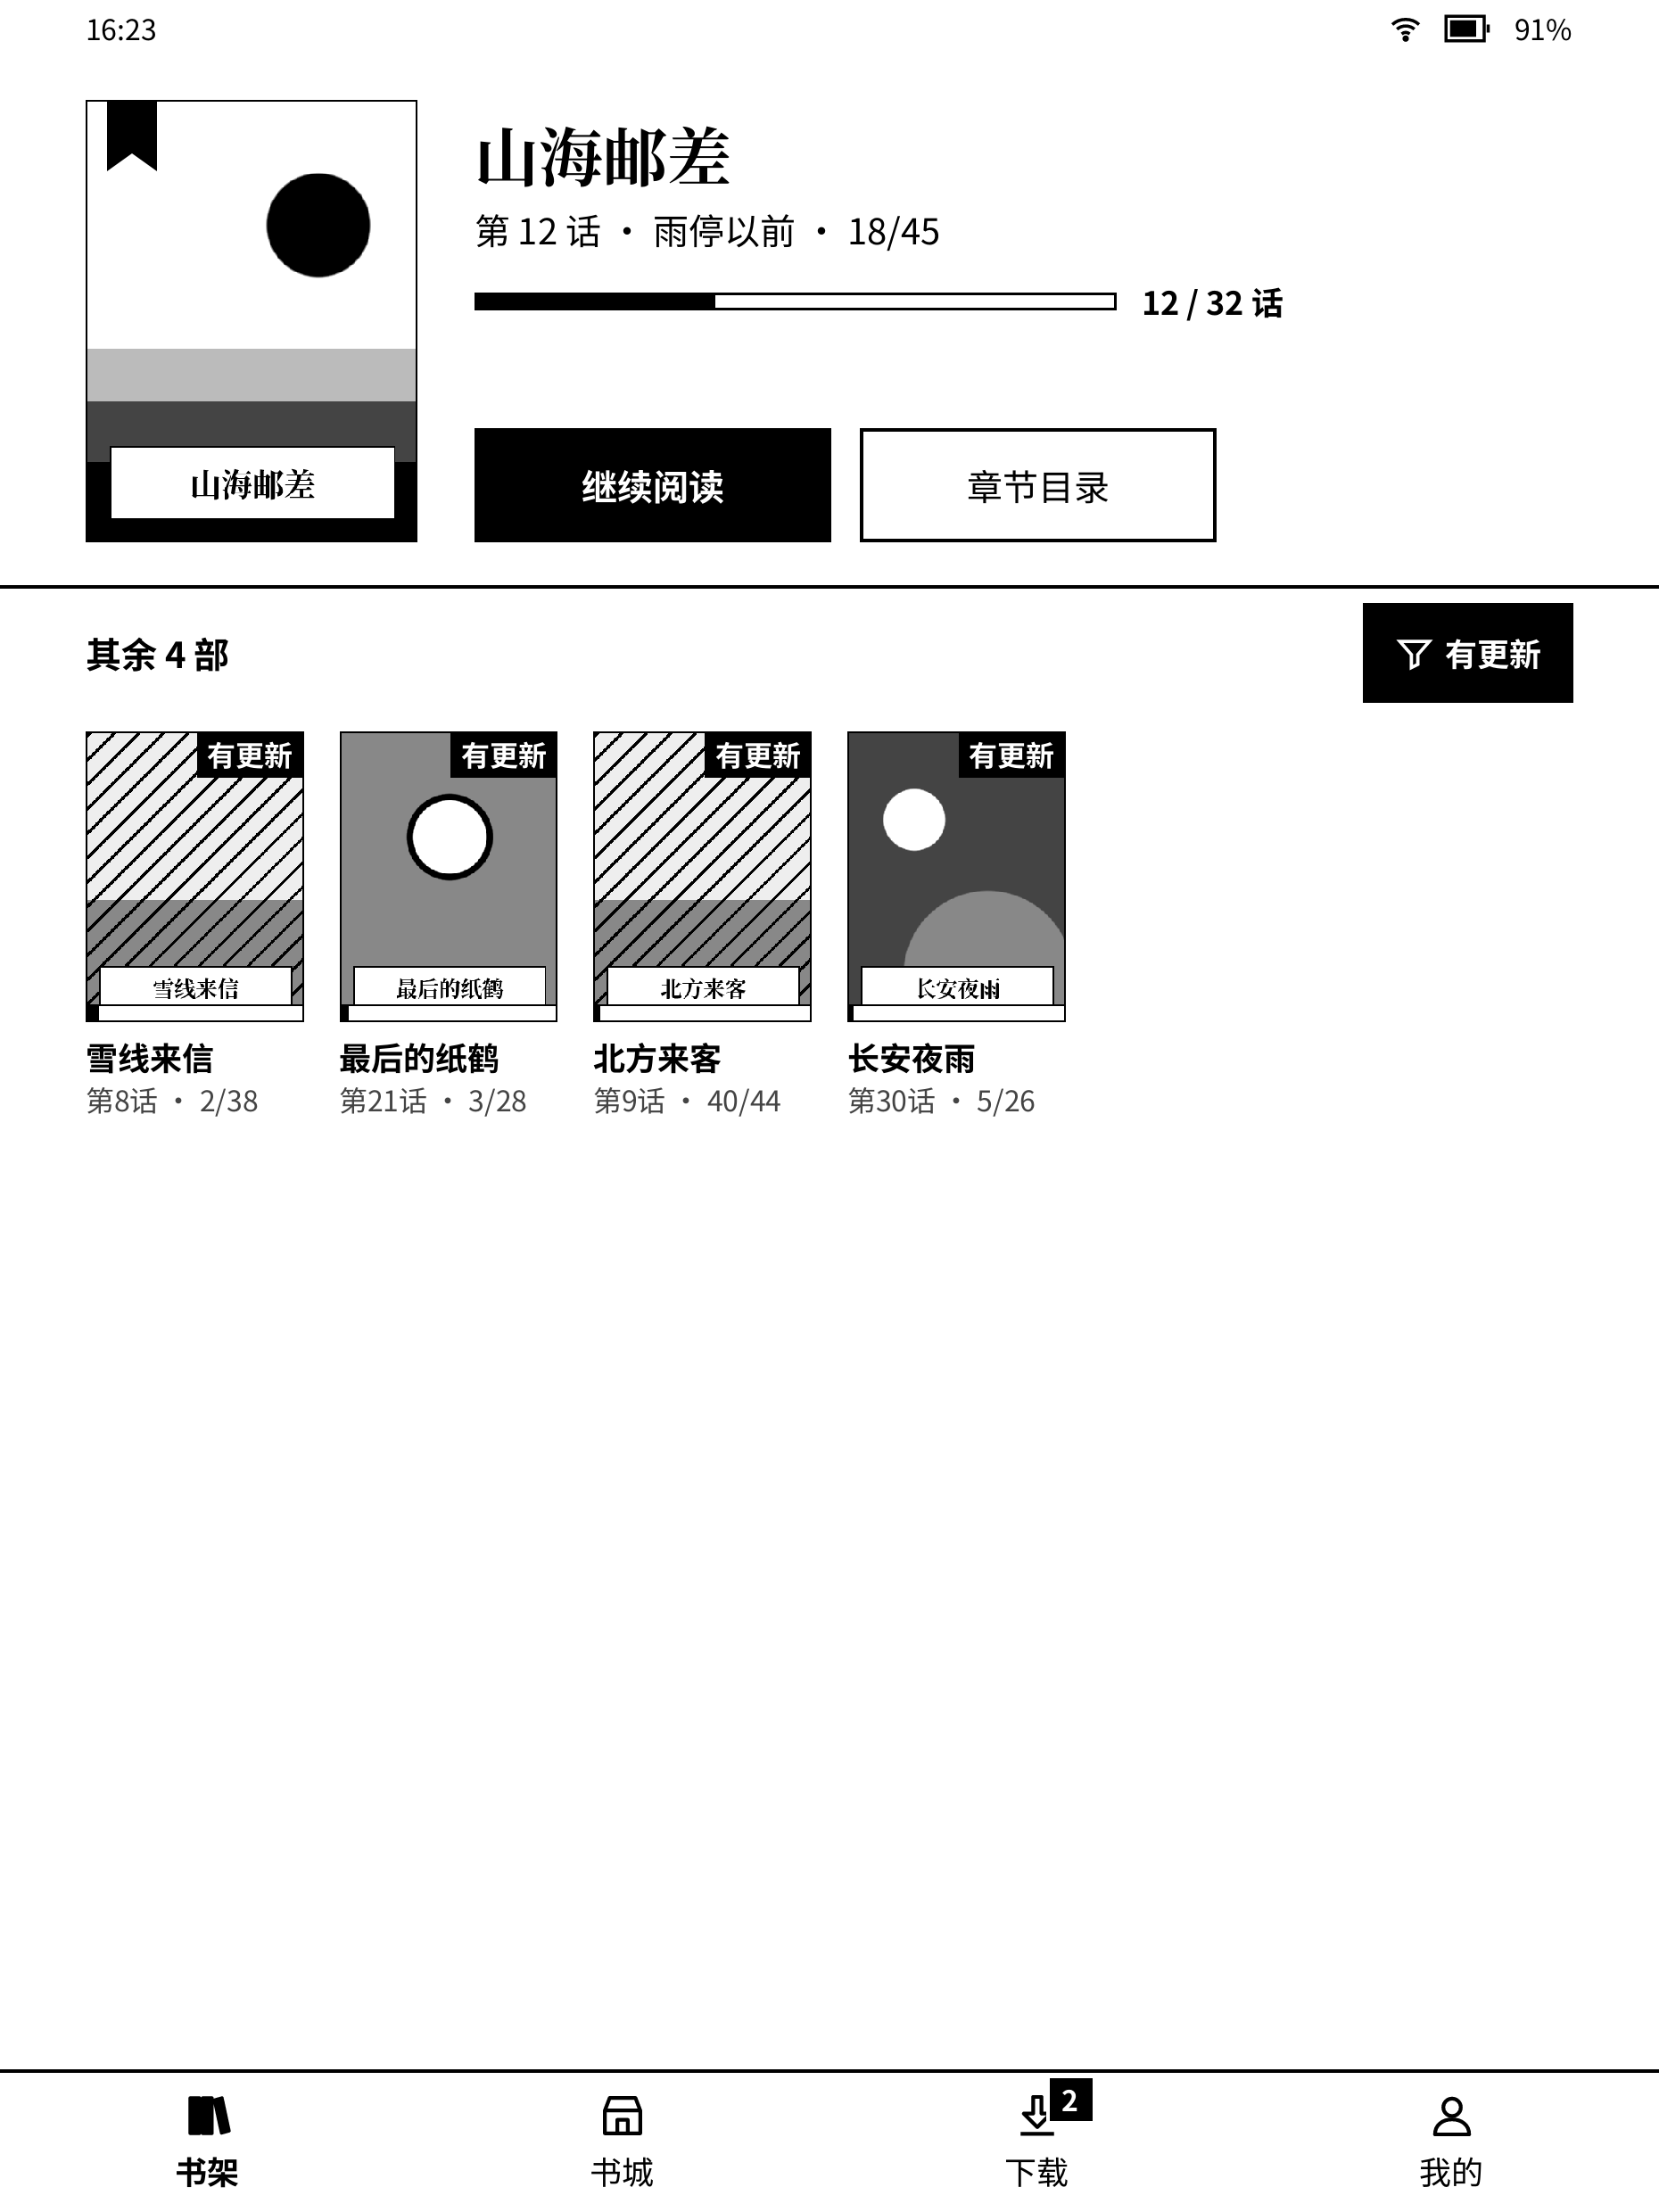 16:23
91%
山海邮差
山海邮差
第 12 话 · 雨停以前 · 18/45
12 / 32 话
继续阅读
章节目录
其余 4 部
有更新
有更新
有更新
有更新
有更新
雪线来信
最后的纸鹤
北方来客
长安夜雨
雪线来信
最后的纸鹤
北方来客
长安夜雨
第8话 · 2/38
第21话 · 3/28
第9话 · 40/44
第30话 · 5/26
2
书架
书城
下载
我的